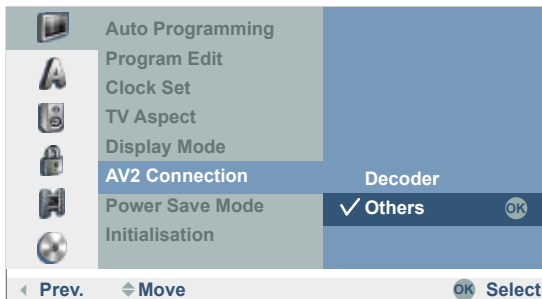 Auto Programming
Program Edit
Clock Set
TV Aspect
Display Mode
AV2 Connection
Decoder
Power Save Mode
Others
OK
Initialisation
Prev.
Move
OK Select